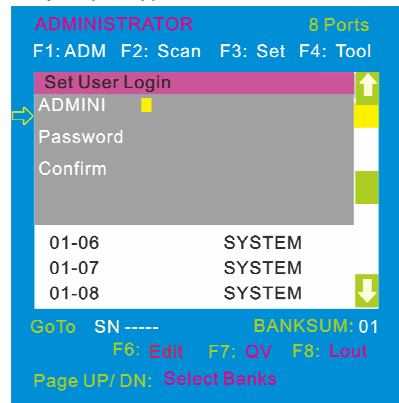 ADMINISTRATOR 8 Ports
F1: ADM F2: Scan F3: Set F4: Tool
Set User Login
ADMINI
Password
Confirm
01-06 SYSTEM
01-07 SYSTEM
01-08 SYSTEM
GoTo SN ----- BANKSUM: 01
F6: Edit F7: QV F8: Lout
Page UP/ DN: Select Banks